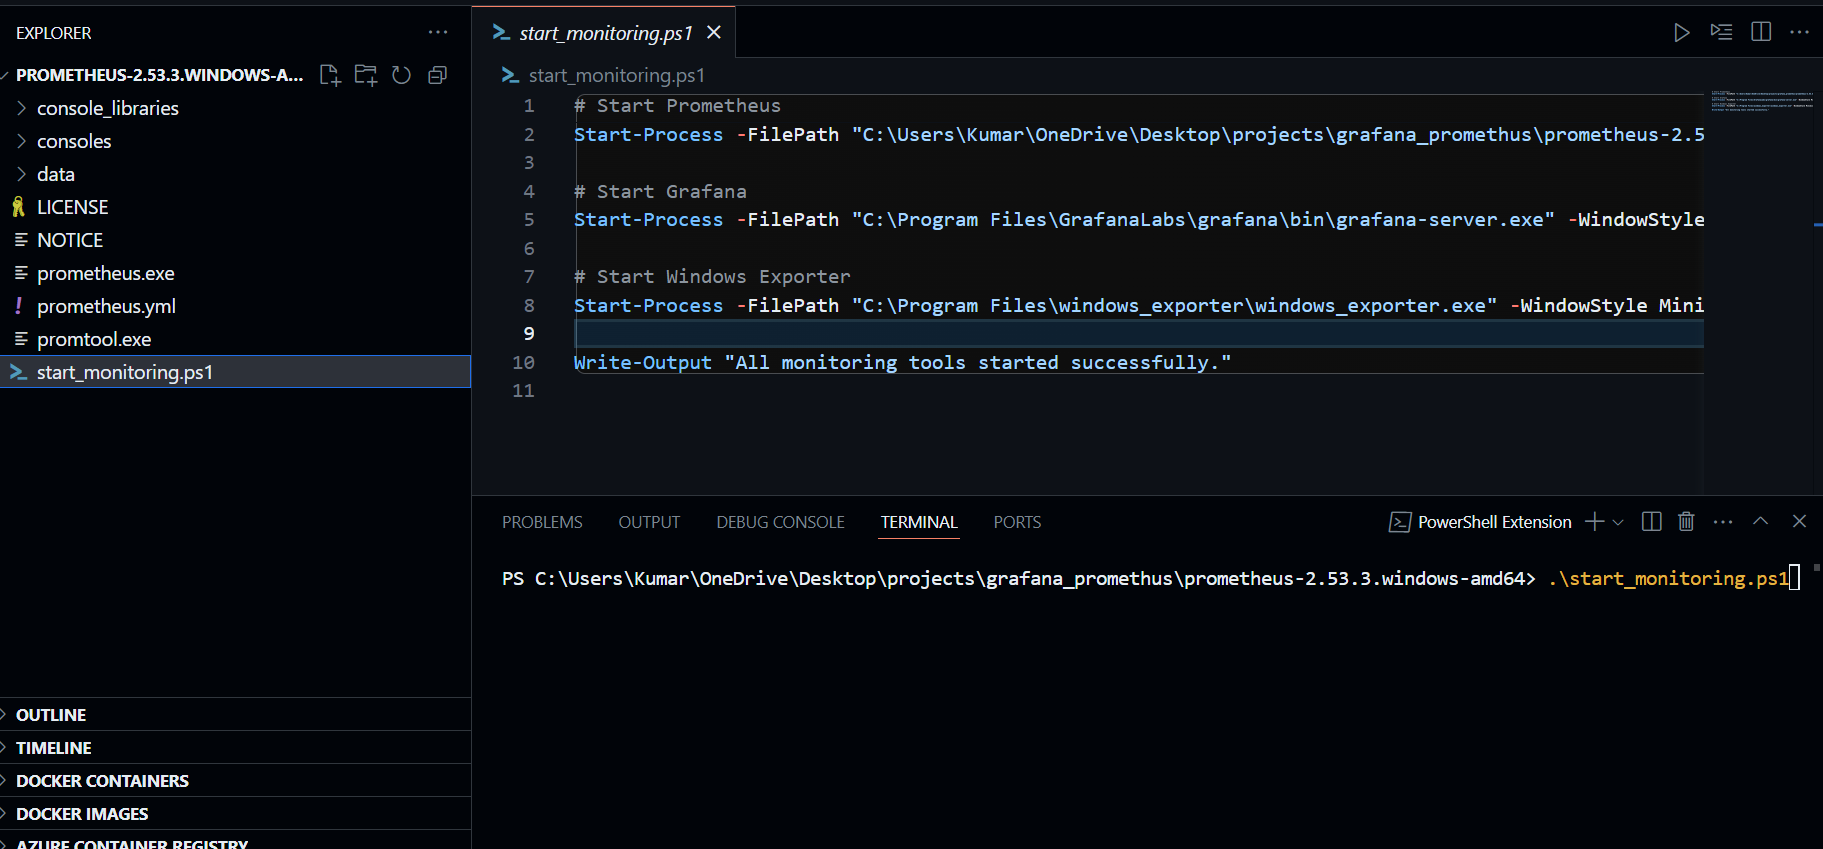 EXPLORER
PROMETHEUS-2.53.3.WINDOWS-A...
console_libraries
consoles
data
LICENSE
NOTICE
prometheus.exe
prometheus.yml
promtool.exe
start_monitoring.ps1
OUTLINE
TIMELINE
DOCKER CONTAINERS
DOCKER IMAGES
AZURE CONTAINER REGISTRY
start_monitoring.ps1
start_monitoring.ps1
1 # Start Prometheus
2 Start-Process -FilePath "C:\Users\Kumar\OneDrive\Desktop\projects\grafana_promethus\prometheus-2.5
3
4 # Start Grafana
5 Start-Process -FilePath "C:\Program Files\GrafanaLabs\grafana\bin\grafana-server.exe" -WindowStyle
6
7 # Start Windows Exporter
8 Start-Process -FilePath "C:\Program Files\windows_exporter\windows_exporter.exe" -WindowStyle Mini
9
10 Write-Output "All monitoring tools started successfully."
11
PROBLEMS OUTPUT DEBUG CONSOLE TERMINAL PORTS PowerShell Extension
PS C:\Users\Kumar\OneDrive\Desktop\projects\grafana_promethus\prometheus-2.53.3.windows-amd64> .\start_monitoring.ps1